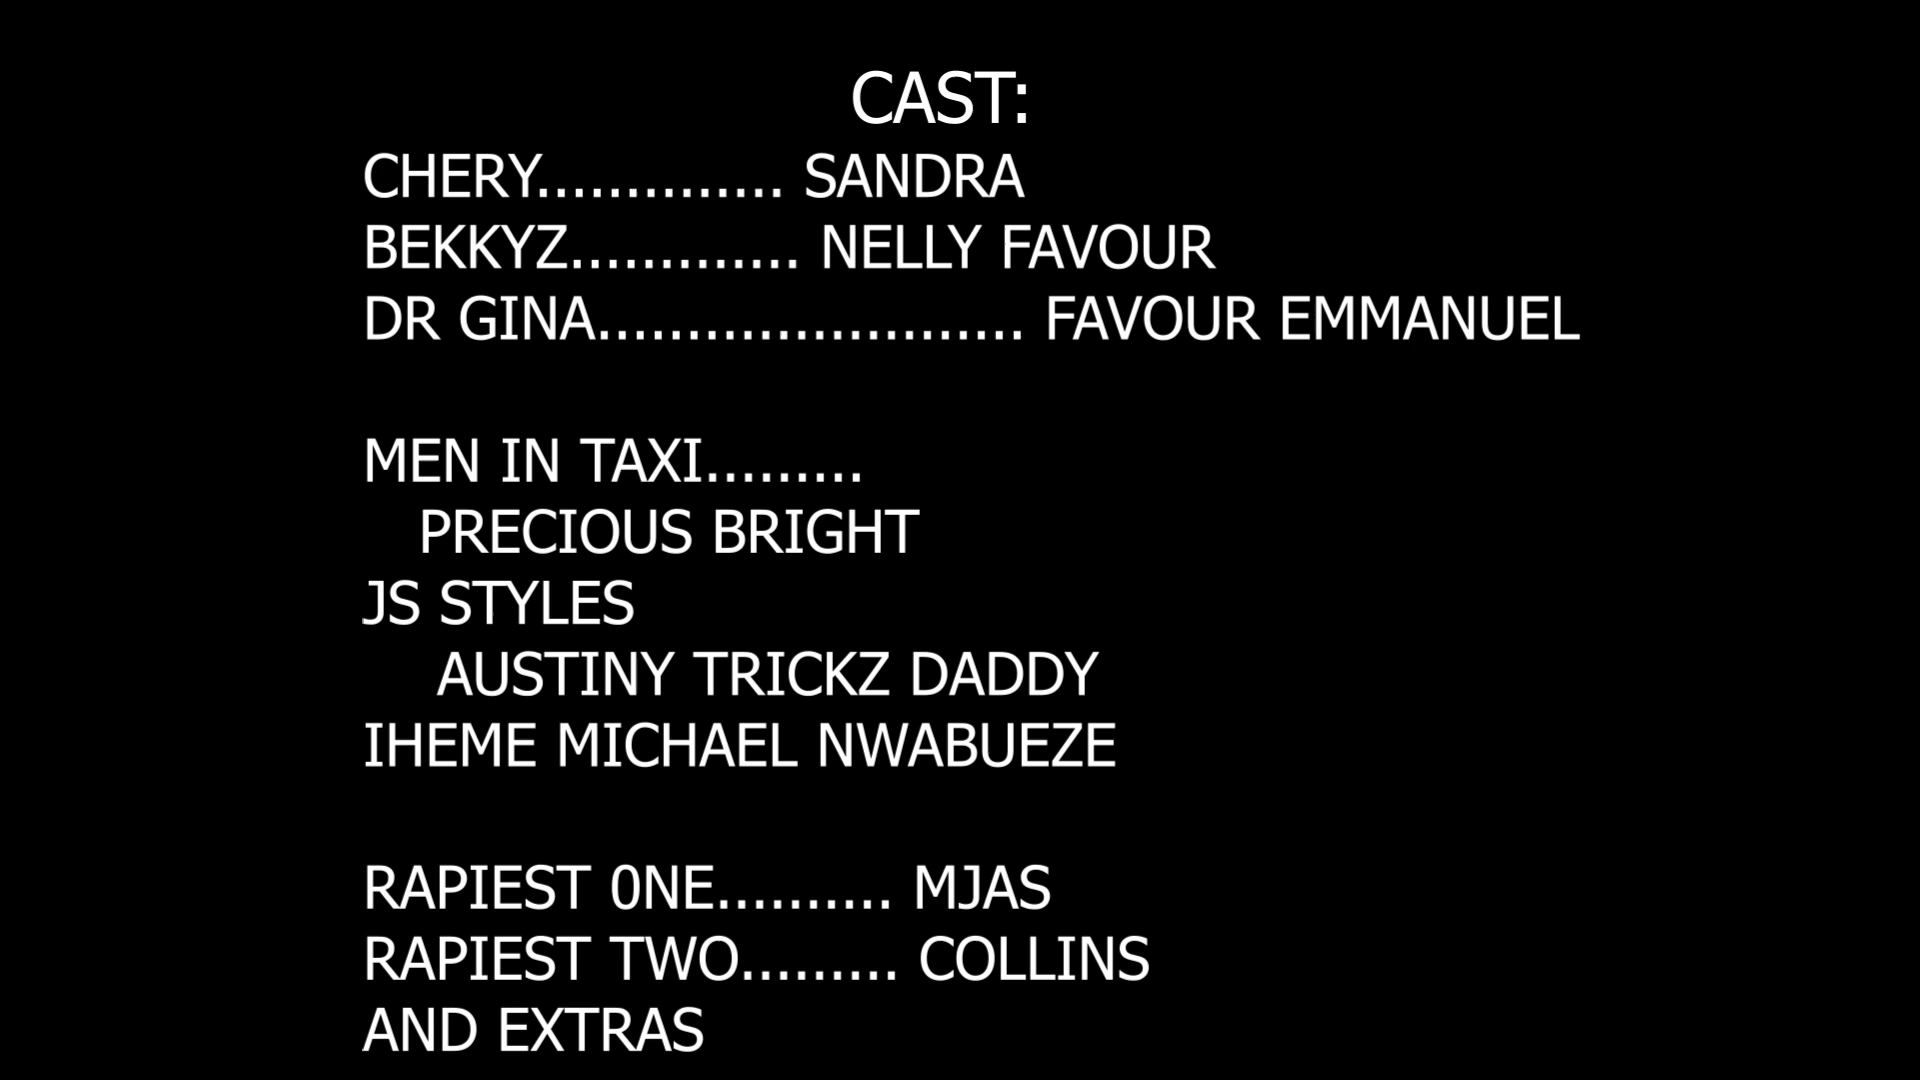 CAST:
CHERY.............. SANDRA
BEKKYZ............. NELLY FAVOUR
DR GINA........................ FAVOUR EMMANUEL
MEN IN TAXI.........
PRECIOUS BRIGHT
JS STYLES
AUSTINY TRICKZ DADDY
IHEME MICHAEL NWABUEZE
RAPIEST 0NE.......... MJAS
RAPIEST TWO......... COLLINS
AND EXTRAS